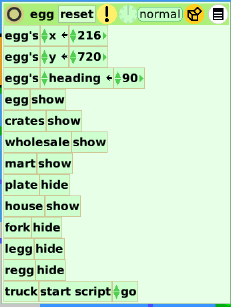 egg reset ! normal
egg's x ← 216
egg's y ← 720
egg's heading ← 90
egg show
crates show
wholesale show
mart show
plate hide
house show
fork hide
legg hide
regg hide
truck start script go